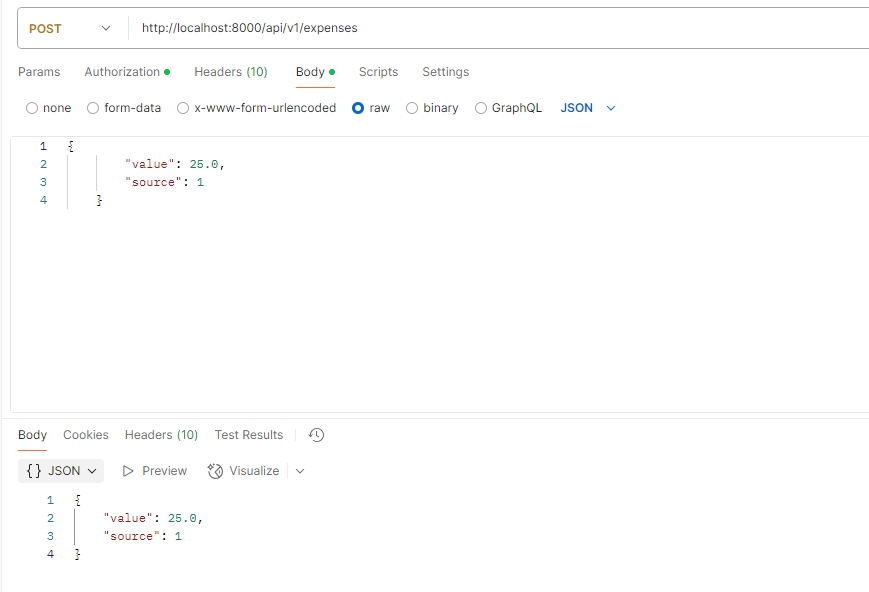 POST http://localhost:8000/api/v1/expenses
Params Authorization Headers (10) Body Scripts Settings
none form-data x-www-form-urlencoded raw binary GraphQL JSON
1 {
2 "value": 25.0,
3 "source": 1
4 }
Body Cookies Headers (10) Test Results
{} JSON Preview Visualize
1 {
2 "value": 25.0,
3 "source": 1
4 }